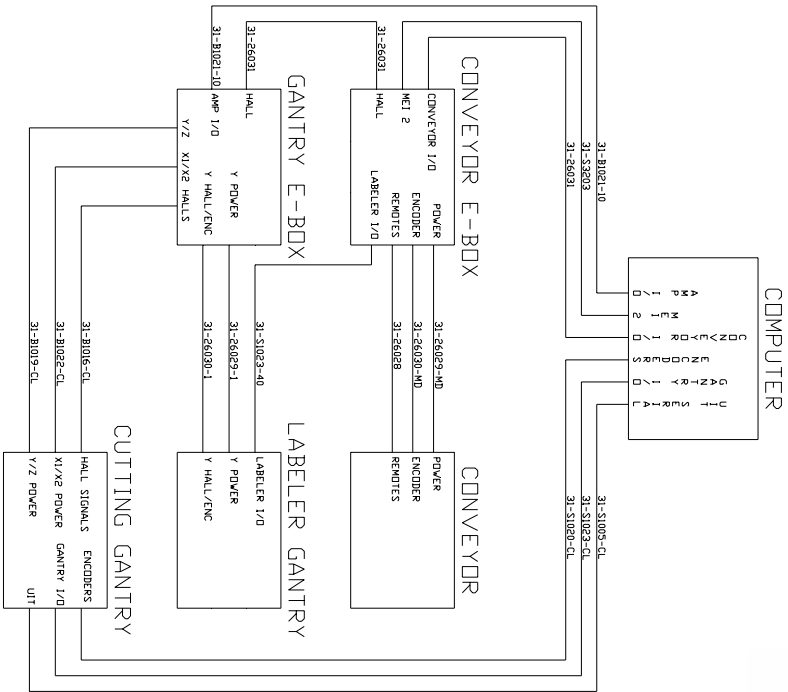 COMPUTER
AMP I/O
MEI 2
CONVEYOR I/O
ENCODERS
GANTRY I/O
UIT SERIAL
31-B1021-10
31-S3203
31-26031
31-S1005-CL
31-S1023-CL
31-S1020-CL
CONVEYOR E-BOX
CONVEYOR I/O
MEI 2
HALL
POWER
ENCODER
REMOTES
LABELER I/O
31-26029-MD
31-26030-MD
31-26028
CONVEYOR
POWER
ENCODER
REMOTES
31-26031
31-26031
31-B1021-10
GANTRY E-BOX
HALL
AMP I/O
Y POWER
Y HALL/ENC
X1/X2 HALLS
Y/Z
31-S1023-40
31-26029-1
31-26030-1
LABELER GANTRY
LABELER I/O
Y POWER
Y HALL/ENC
31-B1016-CL
31-B1022-CL
31-B1019-CL
CUTTING GANTRY
HALL SIGNALS
ENCODERS
X1/X2 POWER
GANTRY I/O
Y/Z POWER
UIT